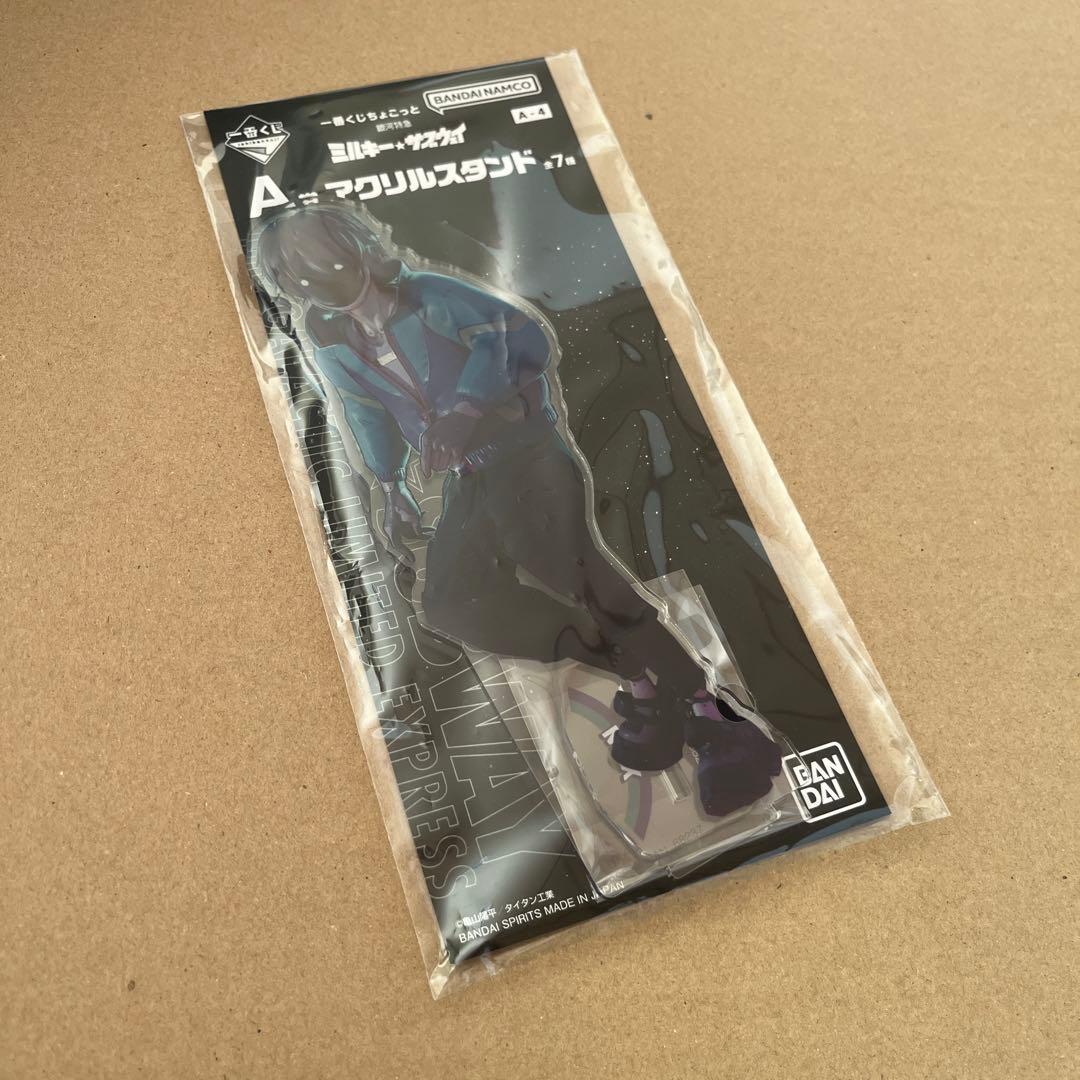 BANDAI NAMCO
一番くじ
ichibankuji
一番くじちょこっと
A-4
銀河特急
ミルキー☆サブウェイ
A賞 アクリルスタンド 全7種
LIMITED EXPRESS
BAN
DAI
©亀山陽平/タイタン工業
BANDAI SPIRITS MADE IN JAPAN